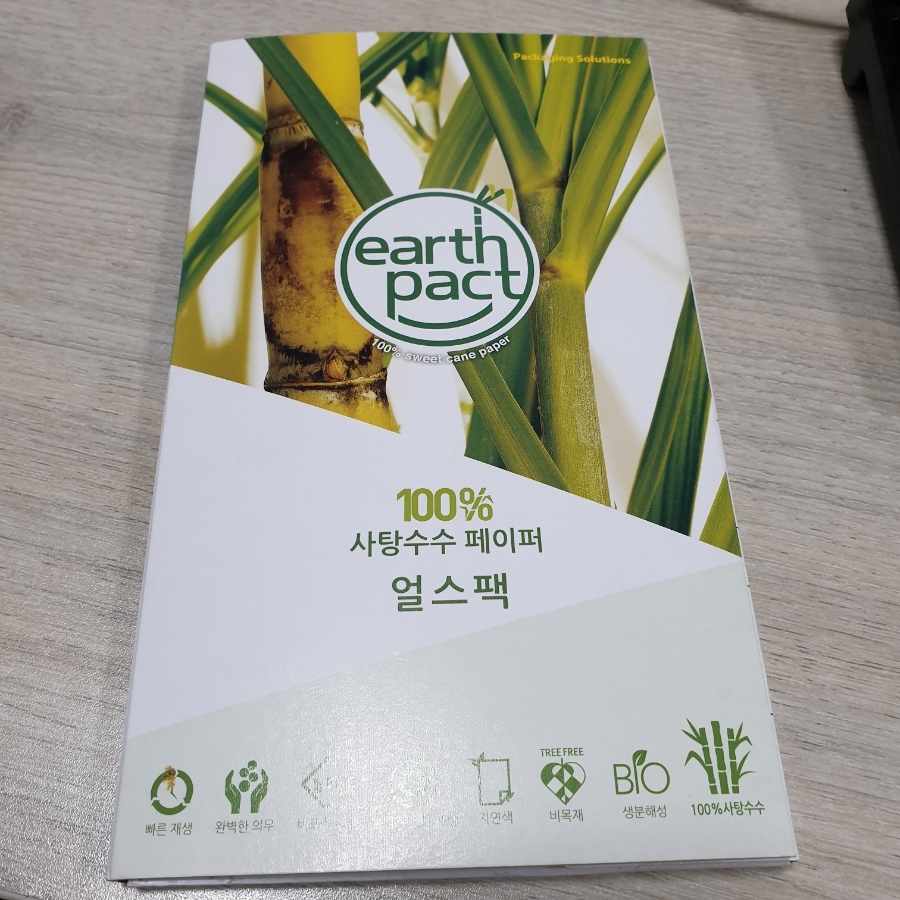 Packaging Solutions
earth
pact
100% sweet cane paper
100%
사탕수수 페이퍼
얼스팩
빠른 재생
완벽한 의무
자연색
TREE FREE
비목재
BIO
생분해성
100%사탕수수